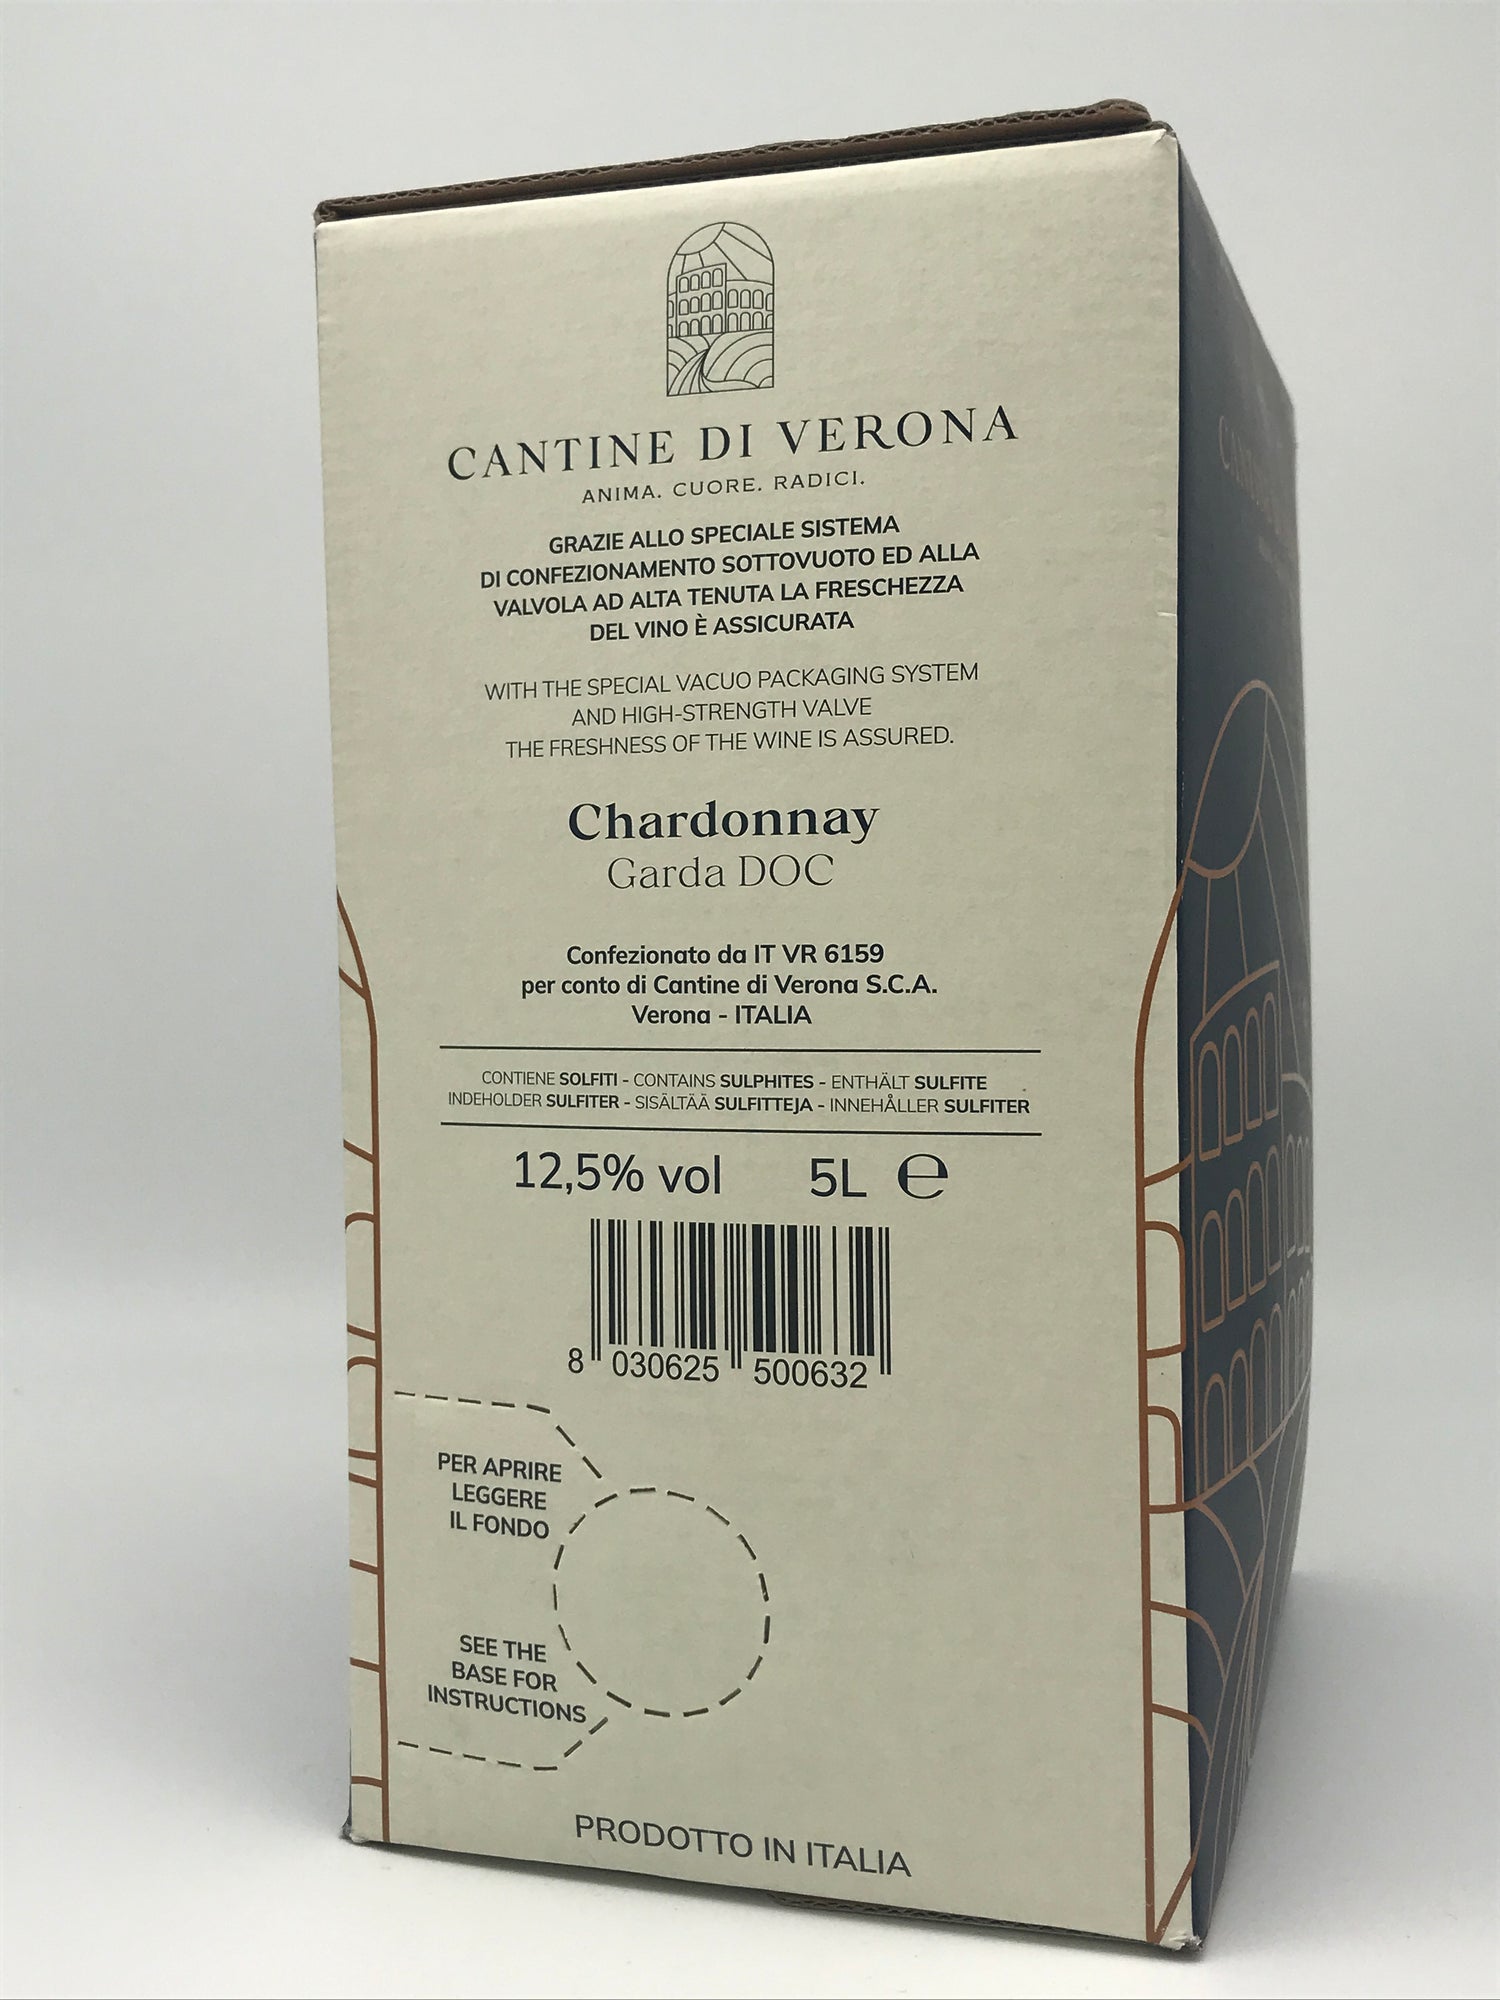 CANTINE DI VERONA
ANIMA. CUORE. RADICI.
GRAZIE ALLO SPECIALE SISTEMA
DI CONFEZIONAMENTO SOTTOVUOTO ED ALLA
VALVOLA AD ALTA TENUTA LA FRESCHEZZA
DEL VINO È ASSICURATA
WITH THE SPECIAL VACUO PACKAGING SYSTEM
AND HIGH-STRENGTH VALVE
THE FRESHNESS OF THE WINE IS ASSURED.
Chardonnay
Garda DOC
Confezionato da IT VR 6159
per conto di Cantine di Verona S.C.A.
Verona - ITALIA
CONTIENE SOLFITI - CONTAINS SULPHITES - ENTHÄLT SULFITE
INDEHOLDER SULFITER - SISÄLTÄÄ SULFITTEJA - INNEHÅLLER SULFITER
12,5% vol 5L ℮
8 030625 500632
PER APRIRE
LEGGERE
IL FONDO
SEE THE
BASE FOR
INSTRUCTIONS
PRODOTTO IN ITALIA